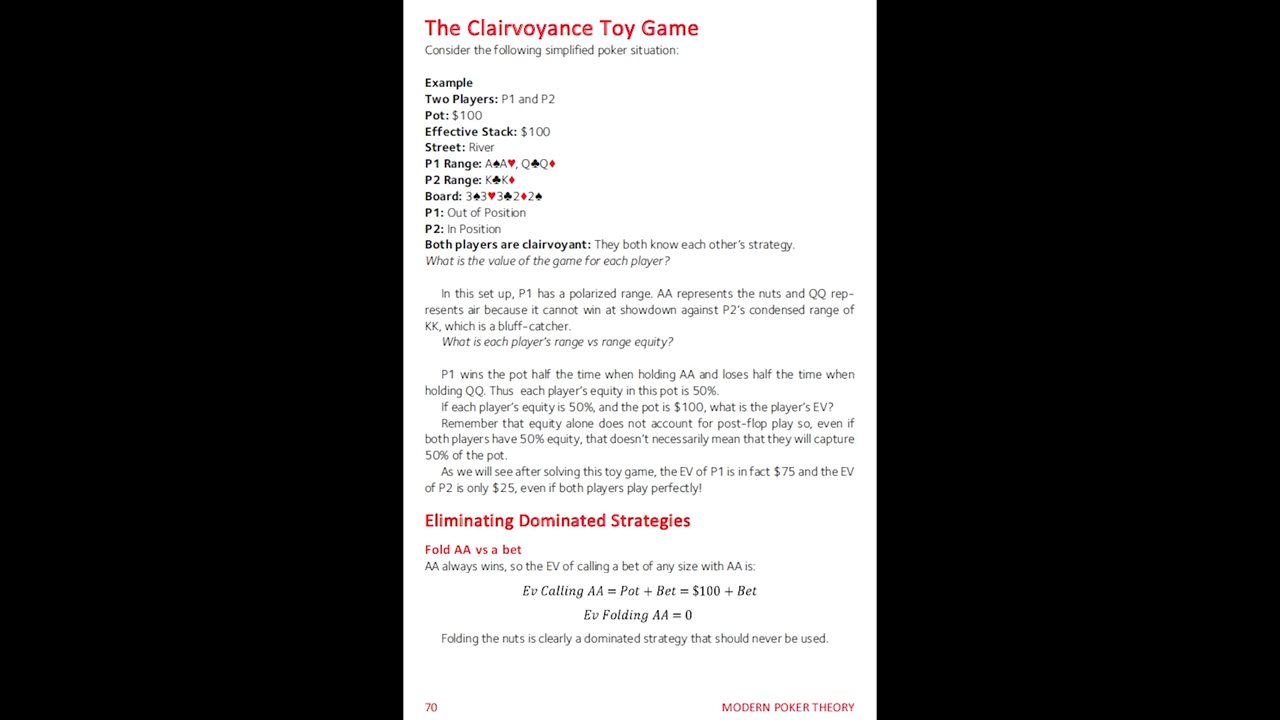 The Clairvoyance Toy Game
Consider the following simplified poker situation:
Example
Two Players: P1 and P2
Pot: $100
Effective Stack: $100
Street: River
P1 Range: A♠A♥, Q♣Q♦
P2 Range: K♣K♦
Board: 3♠3♥3♣2♦2♠
P1: Out of Position
P2: In Position
Both players are clairvoyant: They both know each other's strategy.
What is the value of the game for each player?
In this set up, P1 has a polarized range. AA represents the nuts and QQ rep-
resents air because it cannot win at showdown against P2's condensed range of
KK, which is a bluff-catcher.
What is each player's range vs range equity?
P1 wins the pot half the time when holding AA and loses half the time when
holding QQ. Thus each player's equity in this pot is 50%.
If each player's equity is 50%, and the pot is $100, what is the player's EV?
Remember that equity alone does not account for post-flop play so, even if
both players have 50% equity, that doesn't necessarily mean that they will capture
50% of the pot.
As we will see after solving this toy game, the EV of P1 is in fact $75 and the EV
of P2 is only $25, even if both players play perfectly!
Eliminating Dominated Strategies
Fold AA vs a bet
AA always wins, so the EV of calling a bet of any size with AA is:
Ev Calling AA = Pot + Bet = $100 + Bet
Ev Folding AA = 0
Folding the nuts is clearly a dominated strategy that should never be used.
70 MODERN POKER THEORY